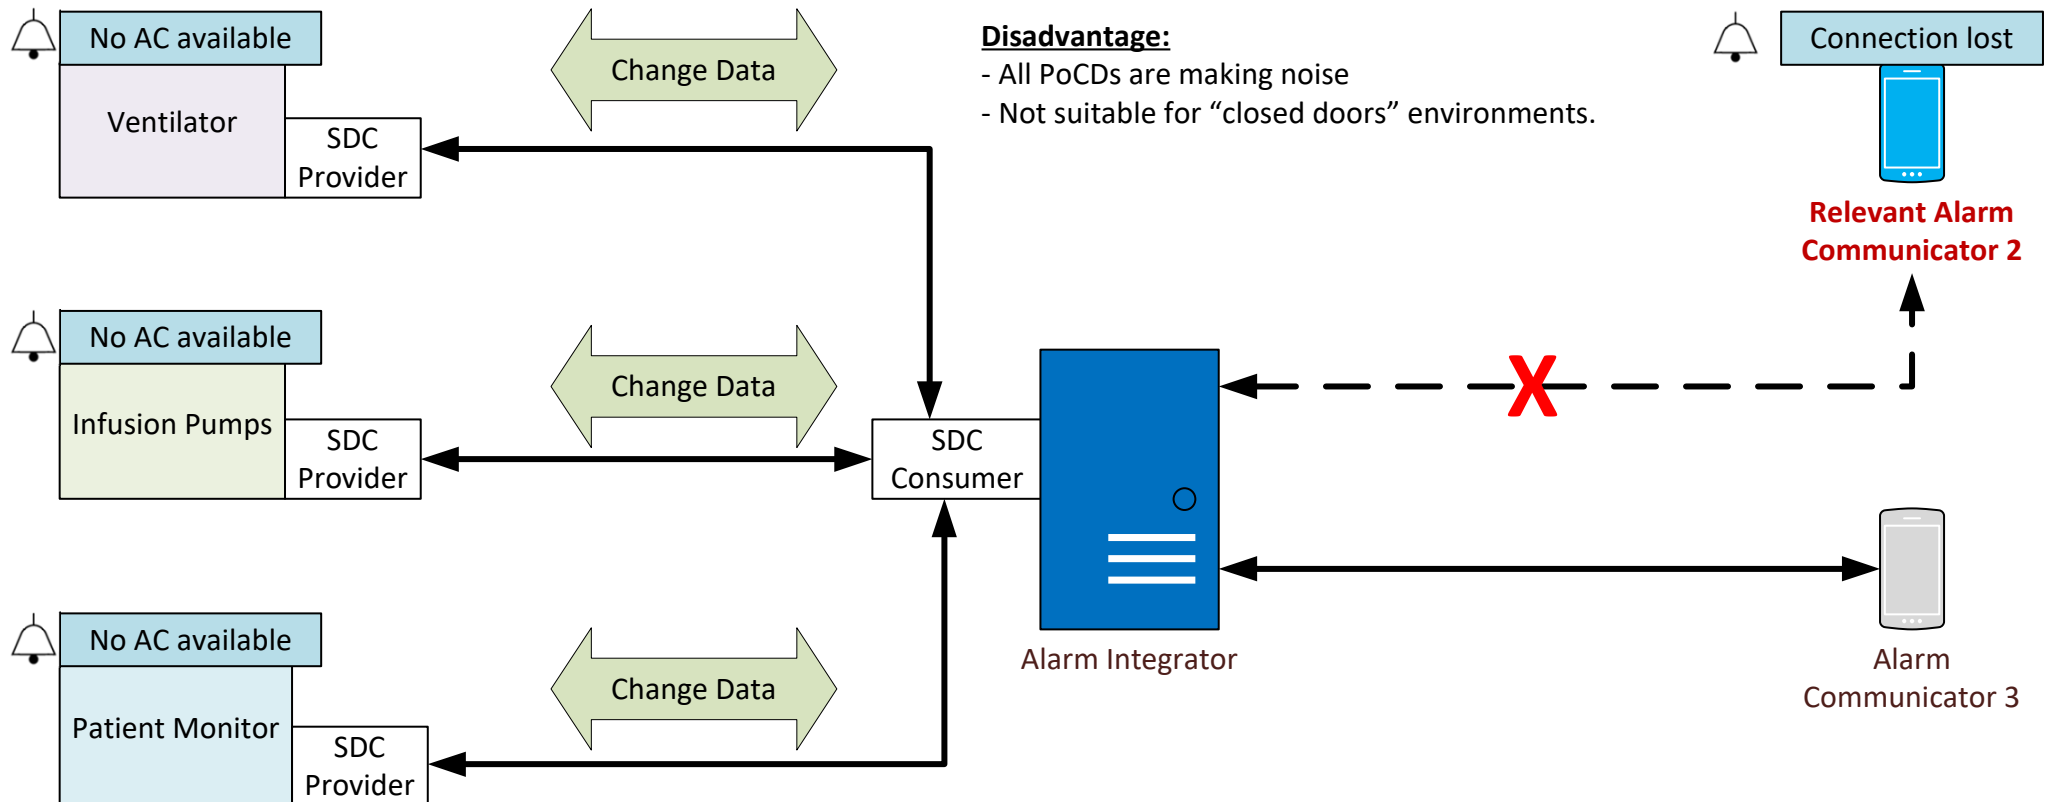 No AC available
Ventilator
SDC
Provider
Change Data
Disadvantage:
- All PoCDs are making noise
- Not suitable for “closed doors” environments.
Connection lost
Relevant Alarm
Communicator 2
No AC available
Infusion Pumps
SDC
Provider
Change Data
SDC
Consumer
X
Alarm Integrator
Alarm
Communicator 3
No AC available
Patient Monitor
SDC
Provider
Change Data